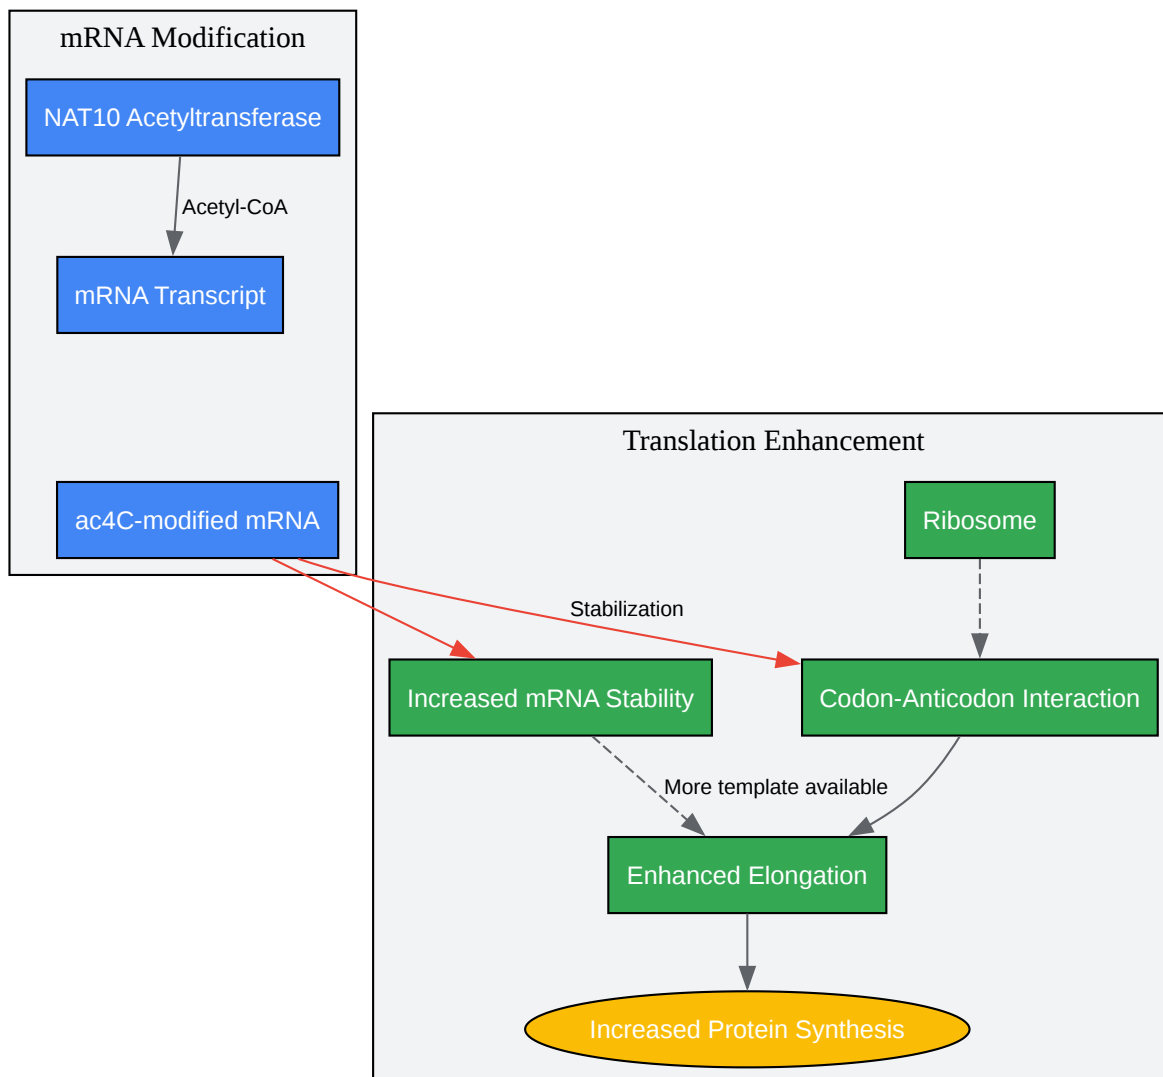 mRNA Modification
NAT10 Acetyltransferase
Acetyl-CoA
mRNA Transcript
ac4C-modified mRNA
Translation Enhancement
Ribosome
Stabilization
Increased mRNA Stability
Codon-Anticodon Interaction
More template available
Enhanced Elongation
Increased Protein Synthesis